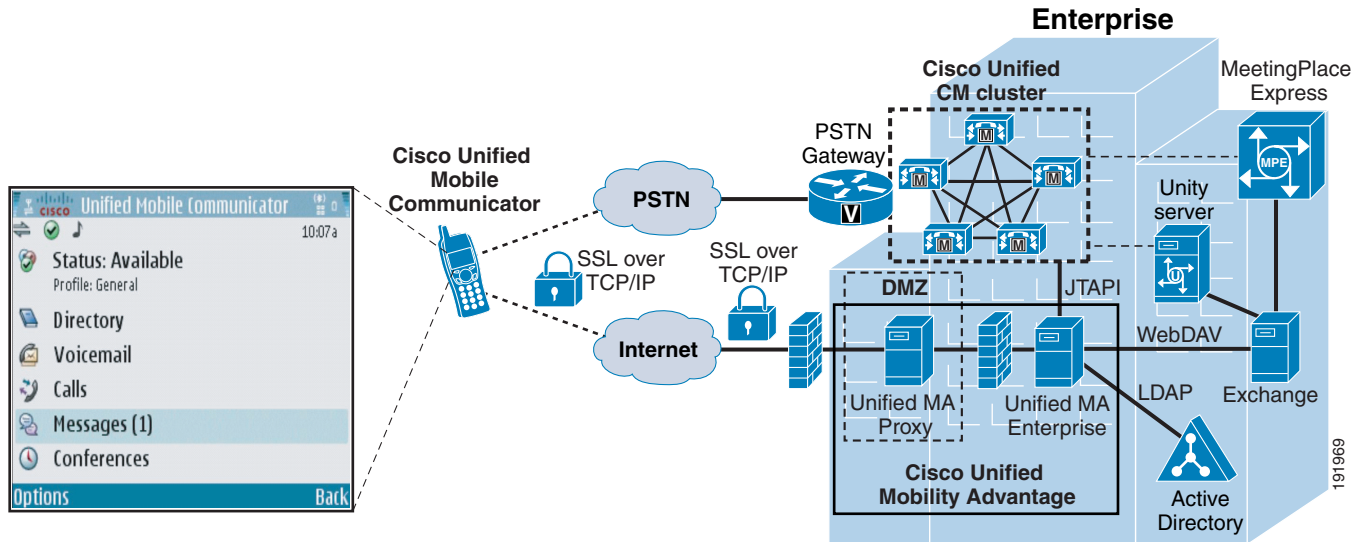 Enterprise
Cisco Unified
CM cluster
MeetingPlace
Express
PSTN
Gateway
MPE
M
M
M
M
M
V
Cisco Unified
Mobile
Communicator
PSTN
Unity
server
U
SSL over
TCP/IP
SSL over
TCP/IP
DMZ
JTAPI
Internet
WebDAV
LDAP
Exchange
Unified MA
Proxy
Unified MA
Enterprise
Cisco Unified
Mobility Advantage
Active
Directory
191969
CISCO
Unified Mobile Communicator
10:07a
Status: Available
Profile: General
Directory
Voicemail
Calls
Messages (1)
Conferences
Options
Back